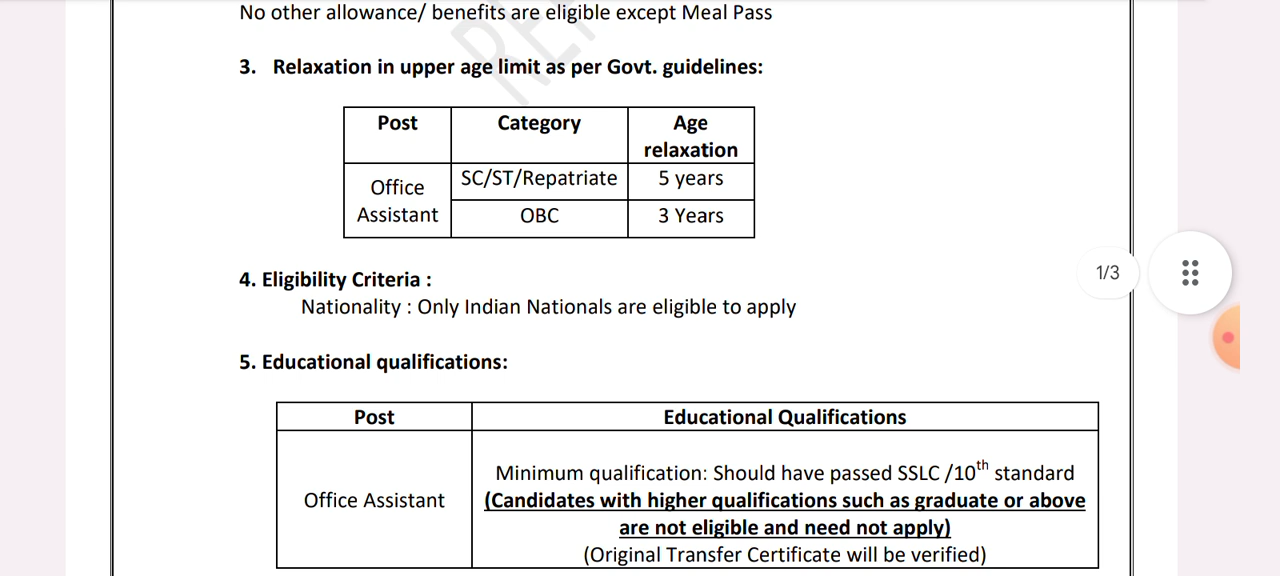 No other allowance/ benefits are eligible except Meal Pass
3. Relaxation in upper age limit as per Govt. guidelines:
Post Category Age
relaxation
SC/ST/Repatriate 5 years
Office
Assistant
OBC 3 Years
4. Eligibility Criteria :
1/3
Nationality : Only Indian Nationals are eligible to apply
5. Educational qualifications:
Post Educational Qualifications
Minimum qualification: Should have passed SSLC /10th standard
Office Assistant (Candidates with higher qualifications such as graduate or above
are not eligible and need not apply)
(Original Transfer Certificate will be verified)